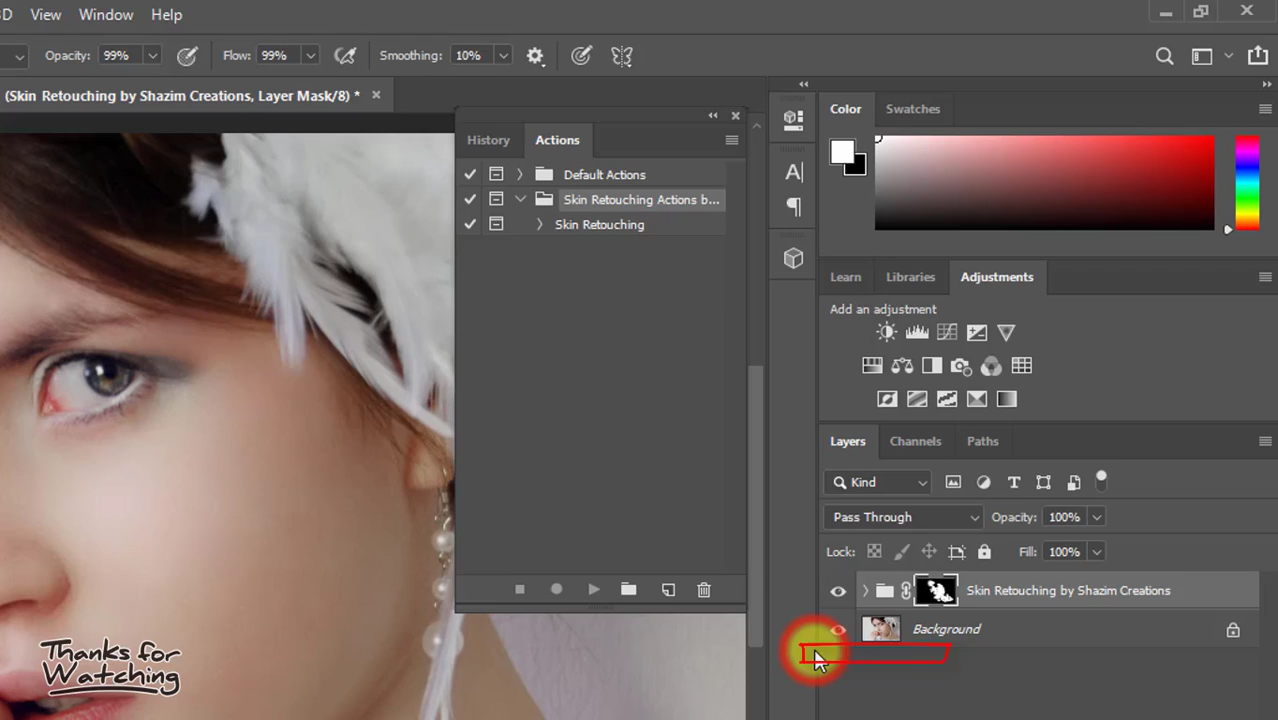 View Window Help
Opacity: 99% Flow: 99% Smoothing: 10%
(Skin Retouching by Shazim Creations, Layer Mask/8) *
History Actions
Default Actions
Skin Retouching Actions b...
Skin Retouching
Color Swatches
Learn Libraries Adjustments
Add an adjustment
Layers Channels Paths
Kind
Pass Through Opacity: 100%
Lock: Fill: 100%
Skin Retouching by Shazim Creations
Background
Thanks for
Watching